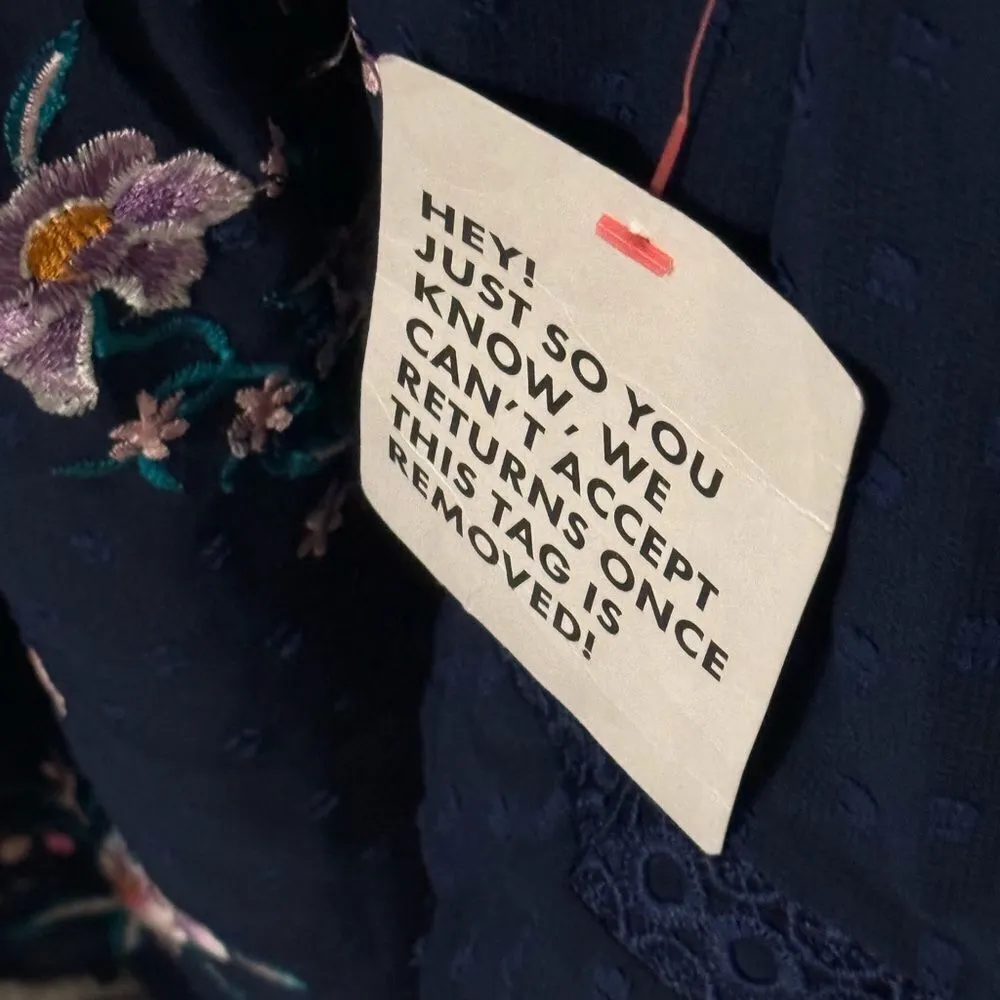 HEY!
JUST SO YOU
KNOW, WE
CAN'T ACCEPT
RETURNS ONCE
THIS TAG IS
REMOVED!